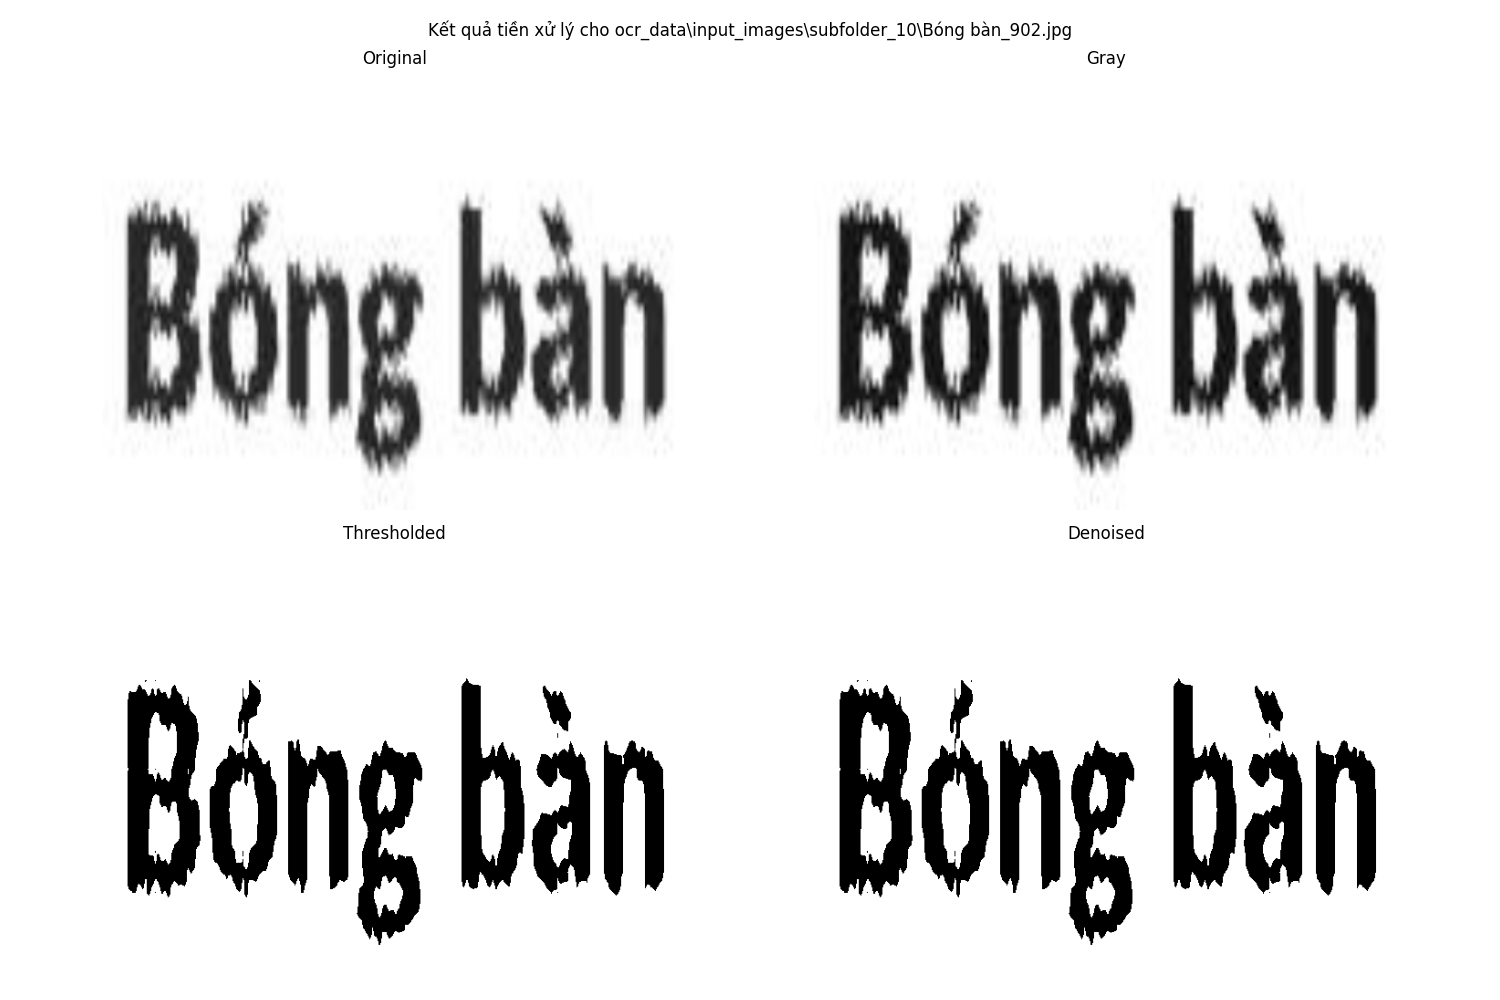 Kết quả tiền xử lý cho ocr_data\input_images\subfolder_10\Bóng bàn_902.jpg
Original
Gray
Bóng bàn
Bóng bàn
Thresholded
Denoised
Bóng bàn
Bóng bàn